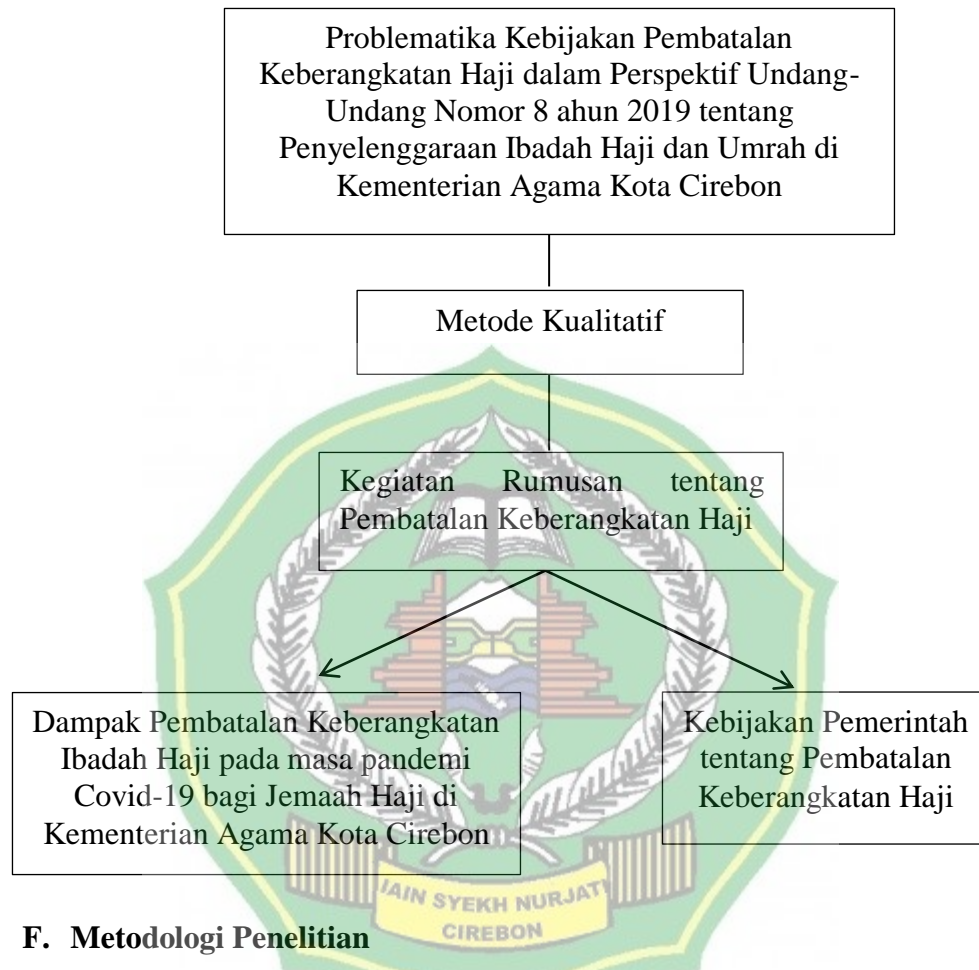 Problematika Kebijakan Pembatalan
Keberangkatan Haji dalam Perspektif Undang-
Undang Nomor 8 ahun 2019 tentang
Penyelenggaraan Ibadah Haji dan Umrah di
Kementerian Agama Kota Cirebon
Metode Kualitatif
Kegiatan Rumusan tentang
Pembatalan Keberangkatan Haji
Dampak Pembatalan Keberangkatan
Ibadah Haji pada masa pandemi
Covid-19 bagi Jemaah Haji di
Kementerian Agama Kota Cirebon
Kebijakan Pemerintah
tentang Pembatalan
Keberangkatan Haji
IAIN SYEKH NURJATI
CIREBON
F. Metodologi Penelitian